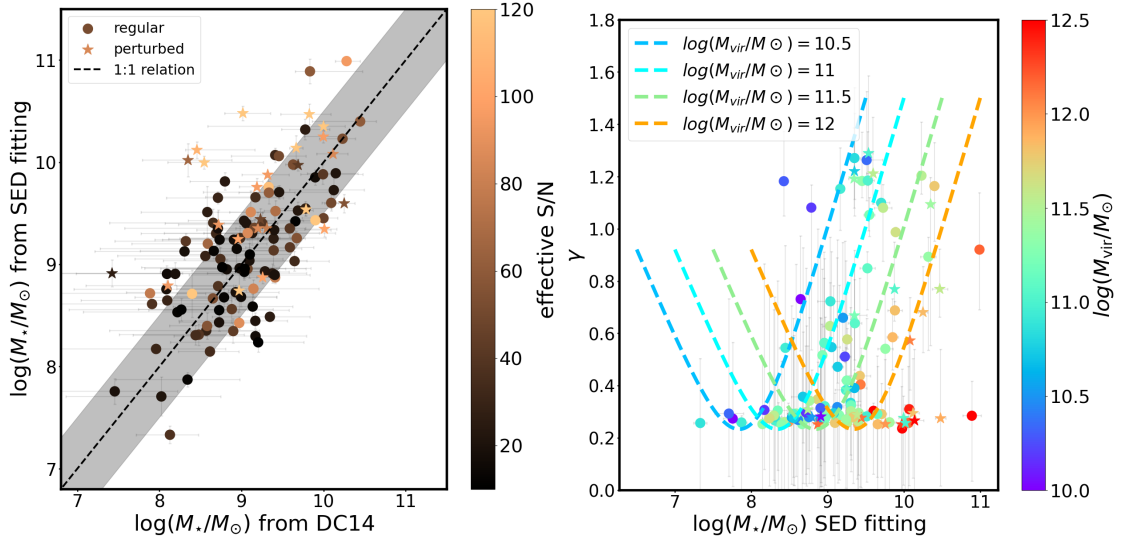 regular
perturbed
1:1 relation
11
10
9
8
7
log(M⋆/M⊙) from SED fitting
7
8
9
10
11
log(M⋆/M⊙) from DC14
120
100
80
60
40
20
effective S/N
log(Mvir/M⊙) = 10.5
log(Mvir/M⊙) = 11
log(Mvir/M⊙) = 11.5
log(Mvir/M⊙) = 12
1.8
1.6
1.4
1.2
1.0
0.8
0.6
0.4
0.2
0.0
γ
7
8
9
10
11
log(M⋆/M⊙) SED fitting
12.5
12.0
11.5
11.0
10.5
10.0
log(Mvir/M⊙)